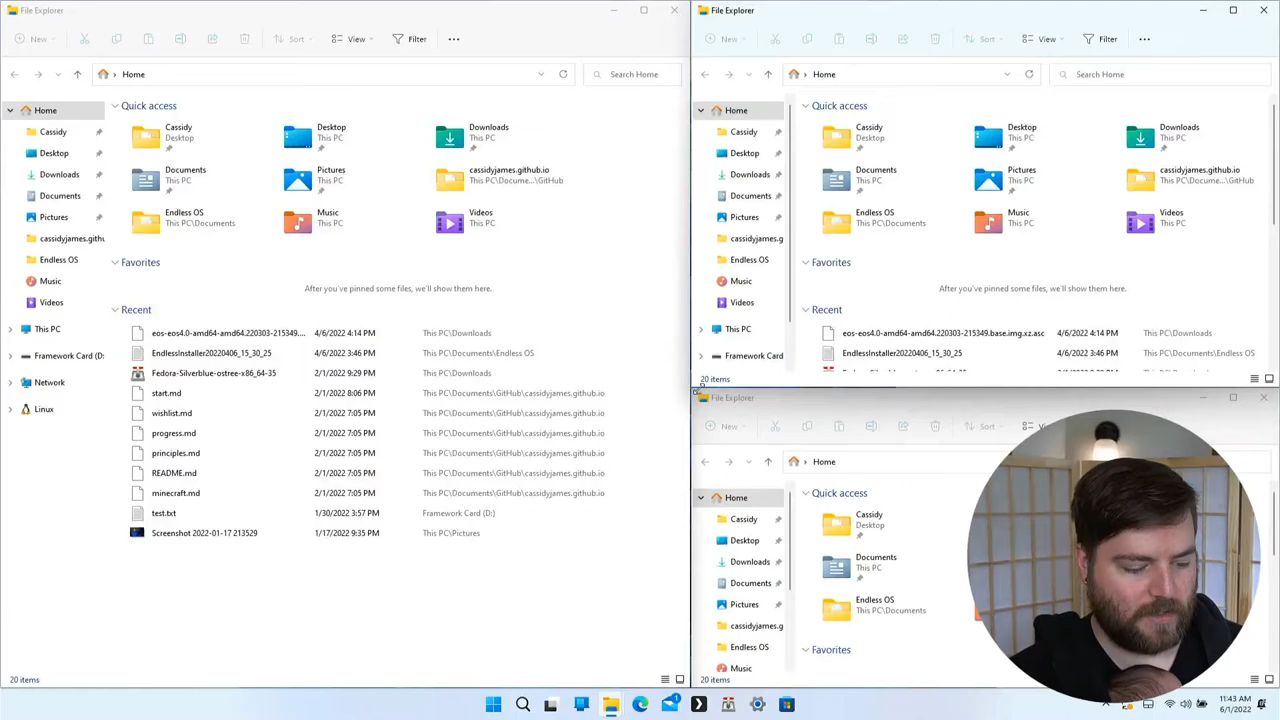 File Explorer
New
Sort
View
Filter
Home
Search Home
Home
Cassidy
Desktop
Downloads
Documents
Pictures
cassidyjames.githu
Endless OS
Music
Videos
This PC
Framework Card (D:
Network
Linux
Quick access
Cassidy
Desktop
Desktop
This PC
Downloads
This PC
Documents
This PC
Pictures
This PC
cassidyjames.github.io
This PC\Docume...\GitHub
Endless OS
This PC\Documents
Music
This PC
Videos
This PC
Favorites
After you've pinned some files, we'll show them here.
Recent
eos-eos4.0-amd64-amd64.220303-215349.... 4/6/2022 4:14 PM This PC\Downloads
EndlessInstaller20220406_15_30_25 4/6/2022 3:46 PM This PC\Documents\Endless OS
Fedora-Silverblue-ostree-x86_64-35 2/1/2022 9:29 PM This PC\Downloads
start.md 2/1/2022 8:06 PM This PC\Documents\GitHub\cassidyjames.github.io
wishlist.md 2/1/2022 7:05 PM This PC\Documents\GitHub\cassidyjames.github.io
progress.md 2/1/2022 7:05 PM This PC\Documents\GitHub\cassidyjames.github.io
principles.md 2/1/2022 7:05 PM This PC\Documents\GitHub\cassidyjames.github.io
README.md 2/1/2022 7:05 PM This PC\Documents\GitHub\cassidyjames.github.io
minecraft.md 2/1/2022 7:05 PM This PC\Documents\GitHub\cassidyjames.github.io
test.txt 1/30/2022 3:57 PM Framework Card (D:)
Screenshot 2022-01-17 213529 1/17/2022 9:35 PM This PC\Pictures
20 items
File Explorer
New
Sort
View
Filter
Home
Search Home
Home
Cassidy
Desktop
Downloads
Documents
Pictures
cassidyjames.g
Endless OS
Music
Videos
This PC
Framework Card
Quick access
Cassidy
Desktop
Desktop
This PC
Downloads
This PC
Documents
This PC
Pictures
This PC
cassidyjames.github.io
This PC\Docume...\GitHub
Endless OS
This PC\Documents
Music
This PC
Videos
This PC
Favorites
After you've pinned some files, we'll show them here.
Recent
eos-eos4.0-amd64-amd64.220303-215349.base.img.xz.asc 4/6/2022 4:14 PM This PC\Downloads
EndlessInstaller20220406_15_30_25 4/6/2022 3:46 PM This PC\Documents\Endless OS
Fedora-Silverblue-ostree-x86_64-35 2/1/2022 9:29 PM This PC\Downloads
20 items
File Explorer
New
Sort
Home
Home
Cassidy
Desktop
Downloads
Documents
Pictures
cassidyjames.g
Endless OS
Music
Quick access
Cassidy
Desktop
Documents
This PC
Endless OS
This PC\Documents
Favorites
20 items
11:43 AM
6/1/2022